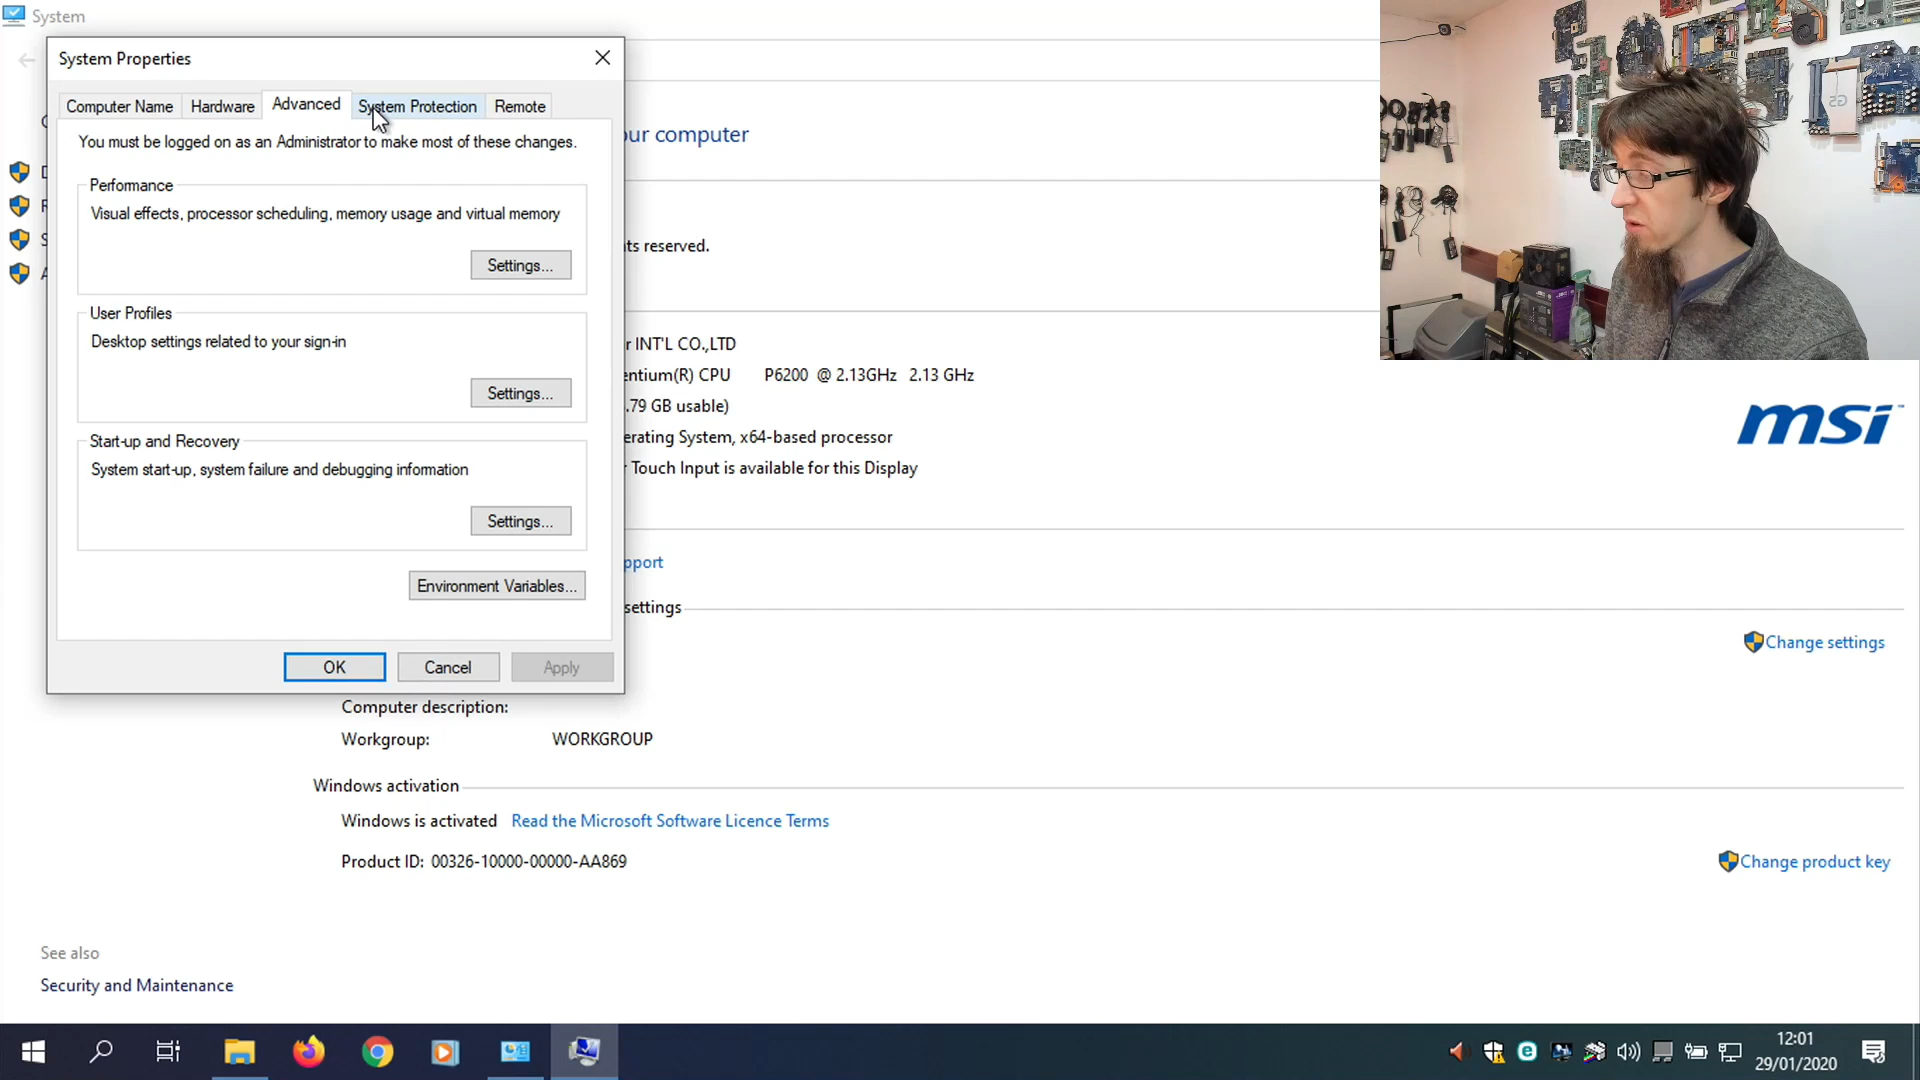 System
System Properties
Computer Name Hardware Advanced System Protection Remote
You must be logged on as an Administrator to make most of these changes.
Performance
Visual effects, processor scheduling, memory usage and virtual memory
Settings...
User Profiles
Desktop settings related to your sign-in
Settings...
Start-up and Recovery
System start-up, system failure and debugging information
Settings...
Environment Variables...
OK Cancel Apply
our computer
ts reserved.
r INT'L CO.,LTD
entium(R) CPU P6200 @ 2.13GHz 2.13 GHz
.79 GB usable)
erating System, x64-based processor
r Touch Input is available for this Display
msi
pport
settings
Change settings
Computer description:
Workgroup: WORKGROUP
Windows activation
Windows is activated Read the Microsoft Software Licence Terms
Product ID: 00326-10000-00000-AA869
Change product key
See also
Security and Maintenance
12:01
29/01/2020